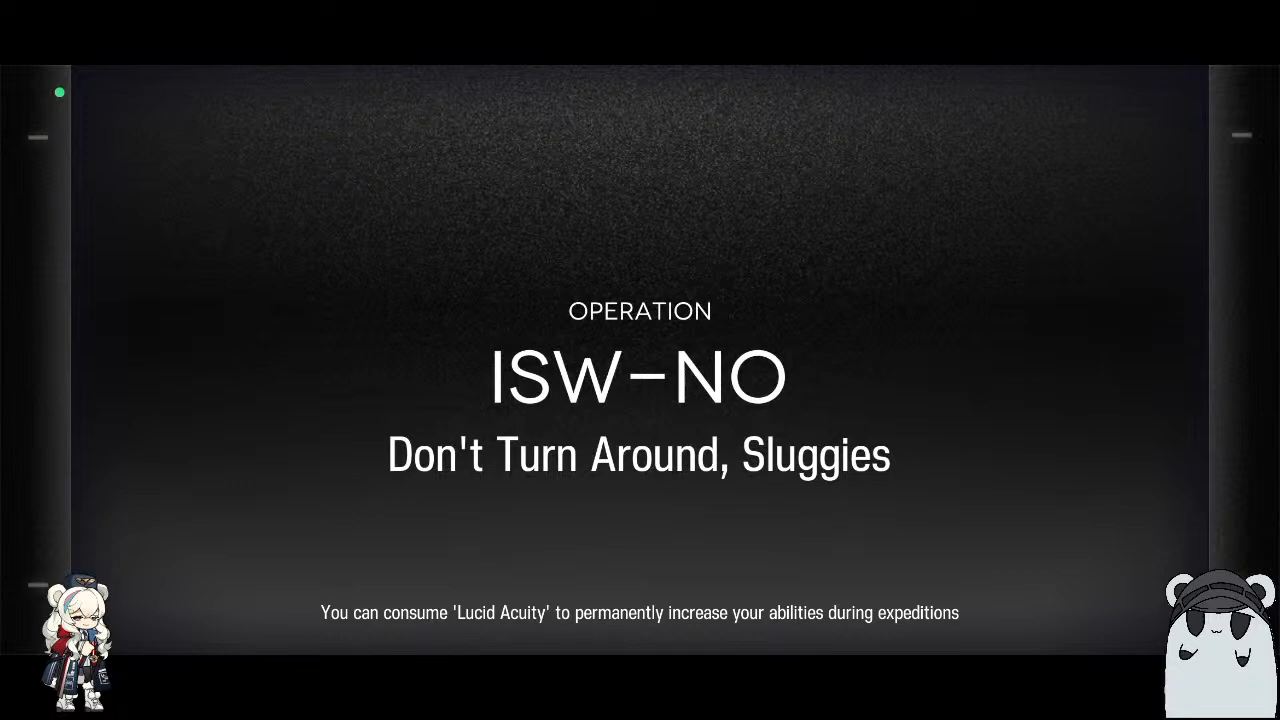 OPERATION
ISW-NO
Don't Turn Around, Sluggies
You can consume 'Lucid Acuity' to permanently increase your abilities during expeditions